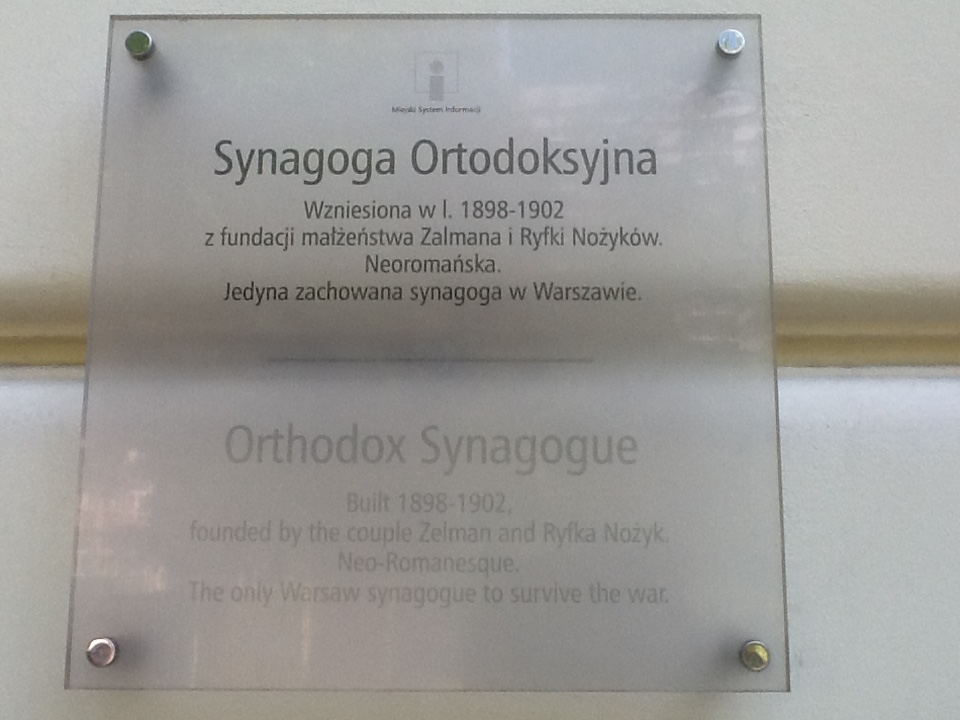 Miejski System Informacji
Synagoga Ortodoksyjna
Wzniesiona w l. 1898-1902
z fundacji małżeństwa Zalmana i Ryfki Nożyków.
Neoromańska.
Jedyna zachowana synagoga w Warszawie.
Orthodox Synagogue
Built 1898-1902,
founded by the couple Zelman and Ryfka Nożyk.
Neo-Romanesque.
The only Warsaw synagogue to survive the war.